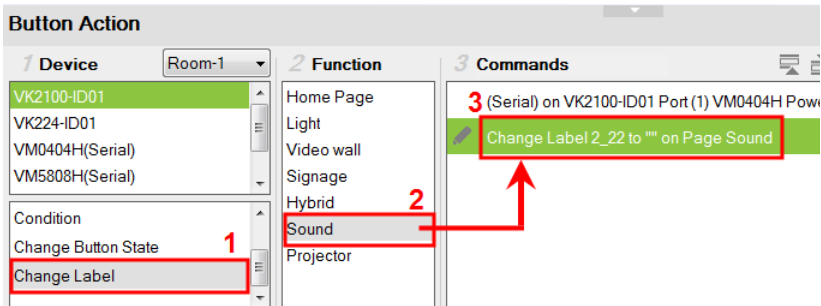 Button Action
1 Device
Room-1
2 Function
3 Commands
VK2100-ID01
VK224-ID01
VM0404H(Serial)
VM5808H(Serial)
Condition
Change Button State
1
Change Label
Home Page
Light
Video wall
Signage
Hybrid
2
Sound
Projector
3 (Serial) on VK2100-ID01 Port (1) VM0404H Powe
Change Label 2_22 to "" on Page Sound